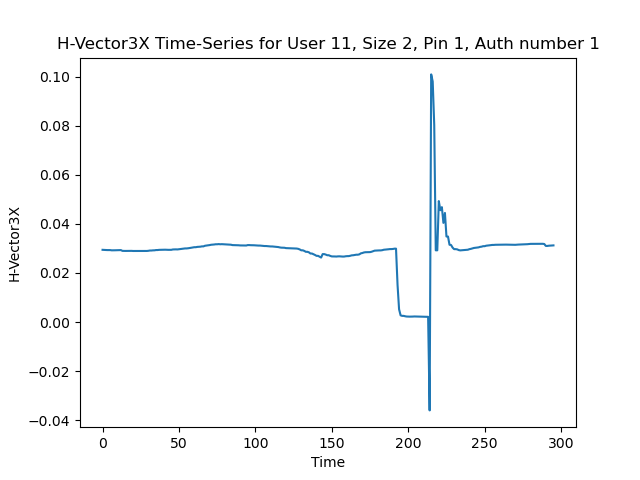 H-Vector3X Time-Series for User 11, Size 2, Pin 1, Auth number 1
0.10
0.08
0.06
0.04
0.02
0.00
−0.02
−0.04
H-Vector3X
0 50 100 150 200 250 300
Time